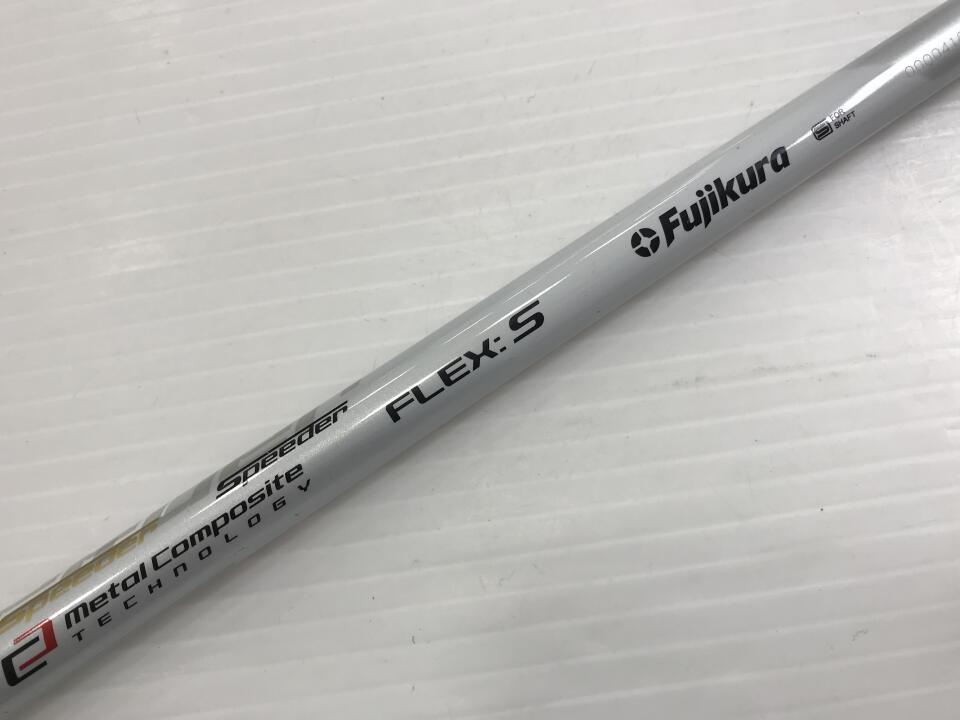 Speeder
Speeder
Metal Composite
TECHNOLOGY
FLEX: S
Fujikura
S FOR
SHAFT